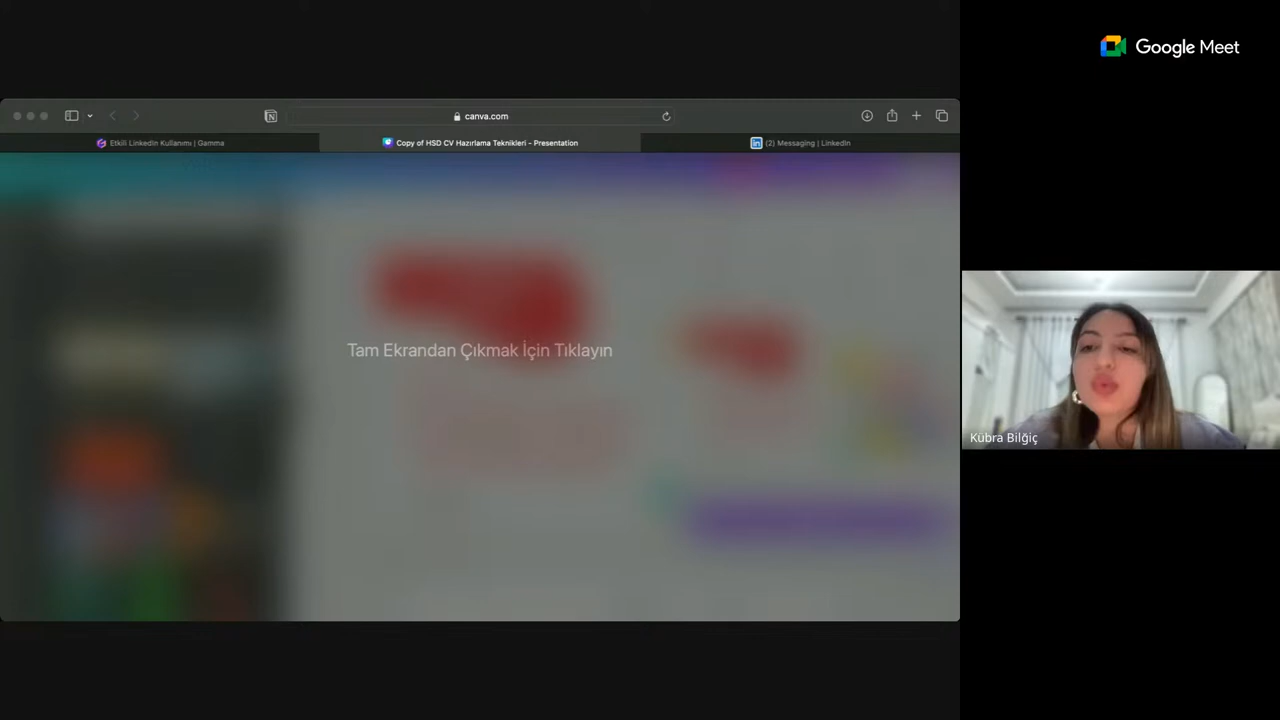 Google Meet
canva.com
Etkili LinkedIn Kullanımı | Gamma
Copy of HSD CV Hazırlama Teknikleri - Presentation
(2) Messaging | LinkedIn
Tam Ekrandan Çıkmak İçin Tıklayın
Kübra Bilğiç